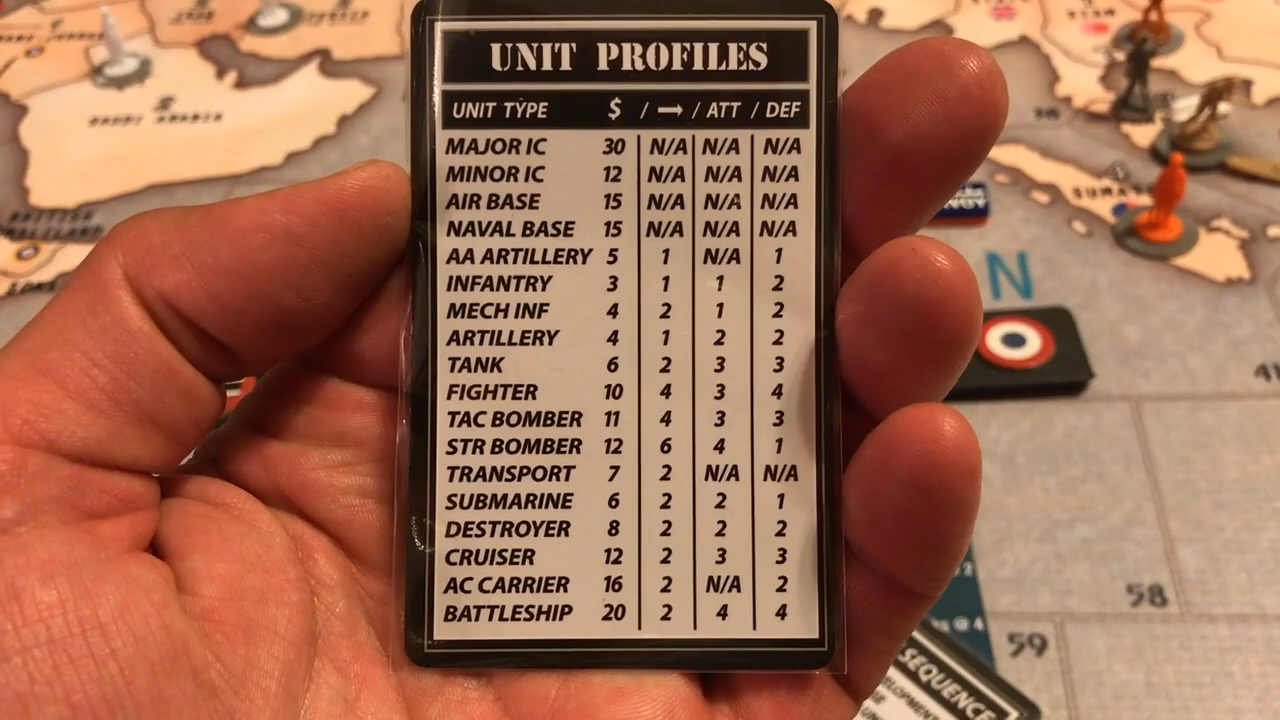 UNIT PROFILES
UNIT TYPE $ / → / ATT / DEF
MAJOR IC 30 N/A N/A N/A
MINOR IC 12 N/A N/A N/A
AIR BASE 15 N/A N/A N/A
NAVAL BASE 15 N/A N/A N/A
AA ARTILLERY 5 1 N/A 1
INFANTRY 3 1 1 2
MECH INF 4 2 1 2
ARTILLERY 4 1 2 2
TANK 6 2 3 3
FIGHTER 10 4 3 4
TAC BOMBER 11 4 3 3
STR BOMBER 12 6 4 1
TRANSPORT 7 2 N/A N/A
SUBMARINE 6 2 2 1
DESTROYER 8 2 2 2
CRUISER 12 2 3 3
AC CARRIER 16 2 N/A 2
BATTLESHIP 20 2 4 4
SAUDI ARABIA
BRITISH
N
58
59
@ 4
SEQUENCE